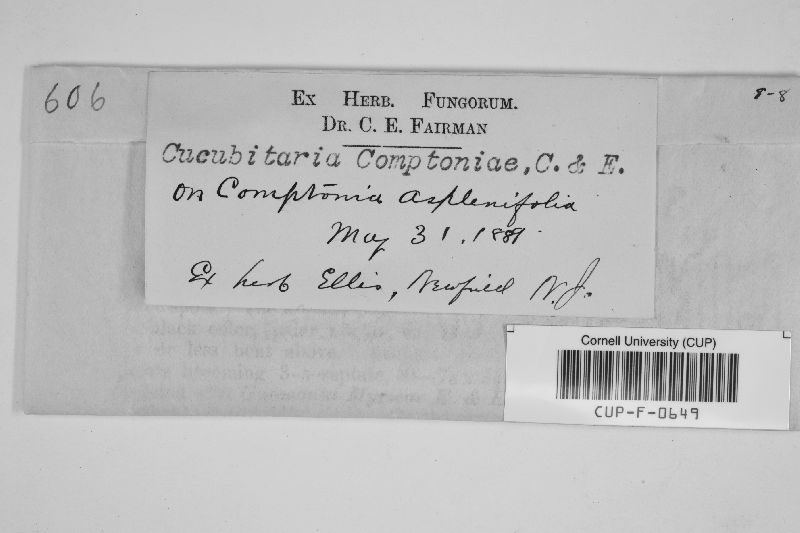 606
8-8
EX HERB. FUNGORUM.
DR. C. E. FAIRMAN
Cucubitaria Comptoniae, C. & E.
on Comptonia asplenifolia
May 31, 1889
Ex herb Ellis, Newfield N.J.
Cornell University (CUP)
CUP-F-0649